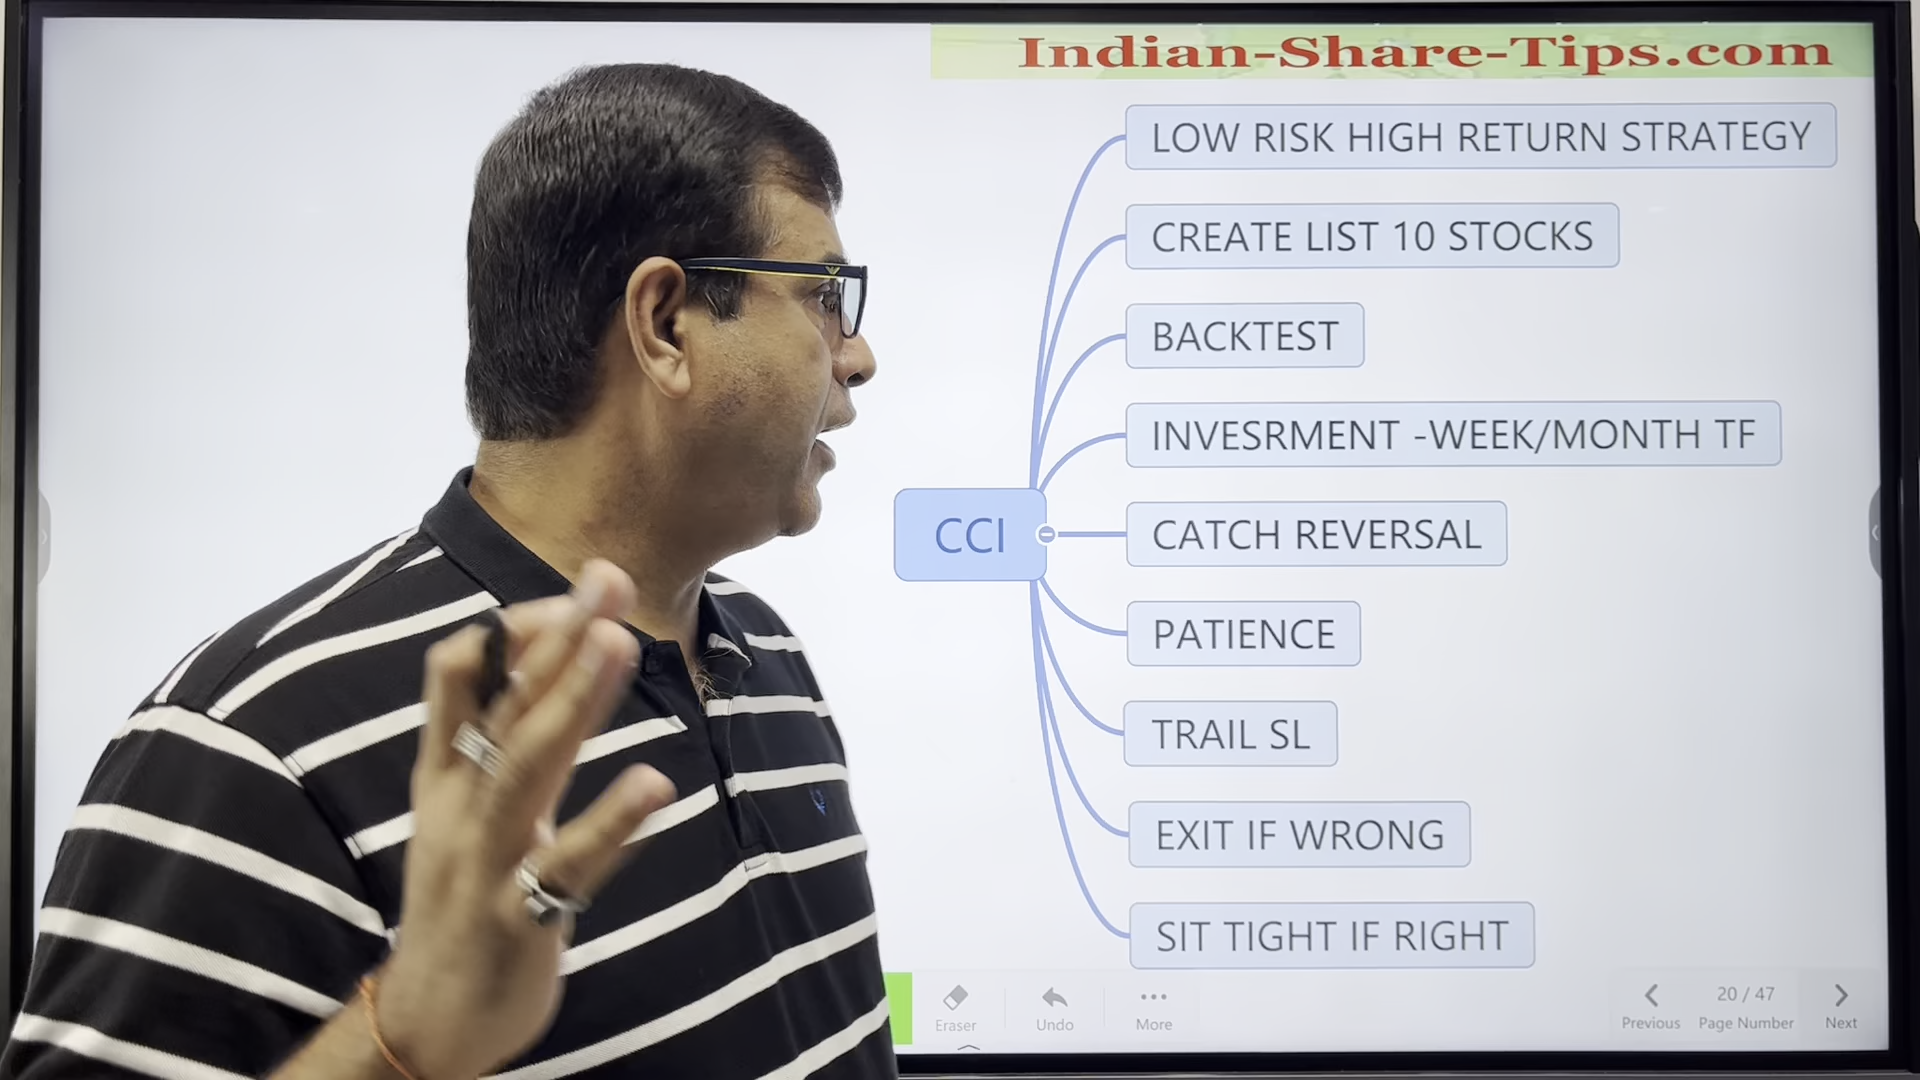 Indian-Share-Tips.com
LOW RISK HIGH RETURN STRATEGY
CREATE LIST 10 STOCKS
BACKTEST
INVESRMENT -WEEK/MONTH TF
CCI
CATCH REVERSAL
PATIENCE
TRAIL SL
EXIT IF WRONG
SIT TIGHT IF RIGHT
Eraser
Undo
More
20 / 47
Previous
Page Number
Next